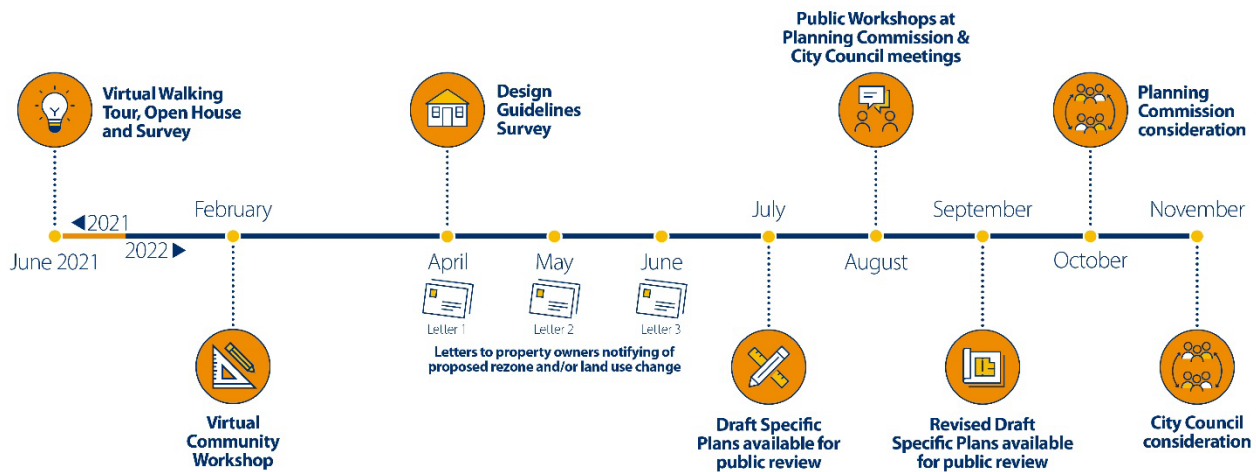 Virtual Walking
Tour, Open House
and Survey
Design
Guidelines
Survey
Public Workshops at
Planning Commission &
City Council meetings
Planning
Commission
consideration
◀2021
2022▶
June 2021
February
April
May
June
July
August
September
October
November
Letter 1
Letter 2
Letter 3
Letters to property owners notifying of
proposed rezone and/or land use change
Virtual
Community
Workshop
Draft Specific
Plans available for
public review
Revised Draft
Specific Plans available
for public review
City Council
consideration